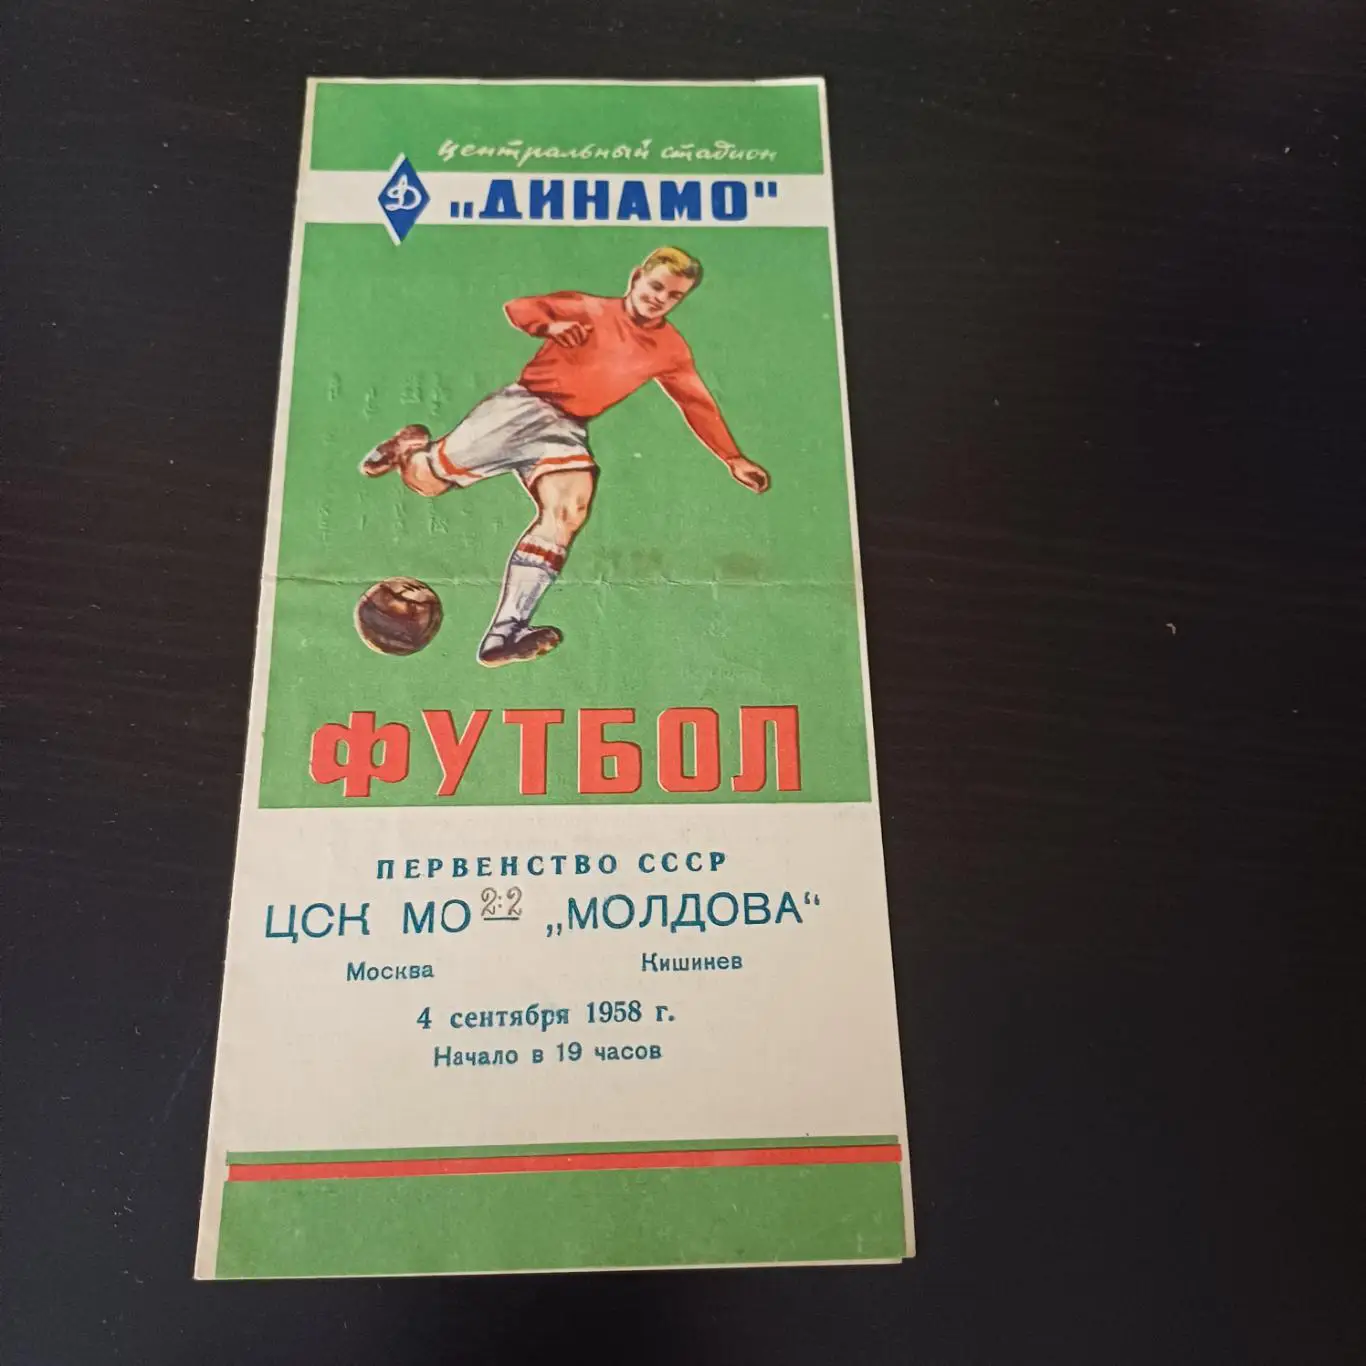 Центральный стадион
Д „ДИНАМО"
ФУТБОЛ
ПЕРВЕНСТВО СССР
ЦСК МО 2:2 „МОЛДОВА“
Москва Кишинев
4 сентября 1958 г.
Начало в 19 часов